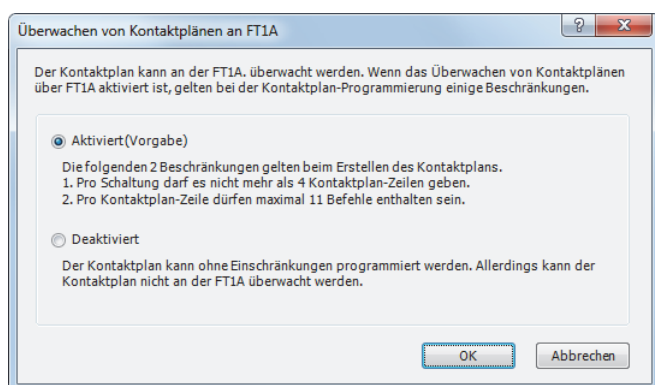 Überwachen von Kontaktplänen an FT1A
Der Kontaktplan kann an der FT1A. überwacht werden. Wenn das Überwachen von Kontaktplänen
über FT1A aktiviert ist, gelten bei der Kontaktplan-Programmierung einige Beschränkungen.
Aktiviert(Vorgabe)
Die folgenden 2 Beschränkungen gelten beim Erstellen des Kontaktplans.
1. Pro Schaltung darf es nicht mehr als 4 Kontaktplan-Zeilen geben.
2. Pro Kontaktplan-Zeile dürfen maximal 11 Befehle enthalten sein.
Deaktiviert
Der Kontaktplan kann ohne Einschränkungen programmiert werden. Allerdings kann der
Kontaktplan nicht an der FT1A überwacht werden.
OK Abbrechen